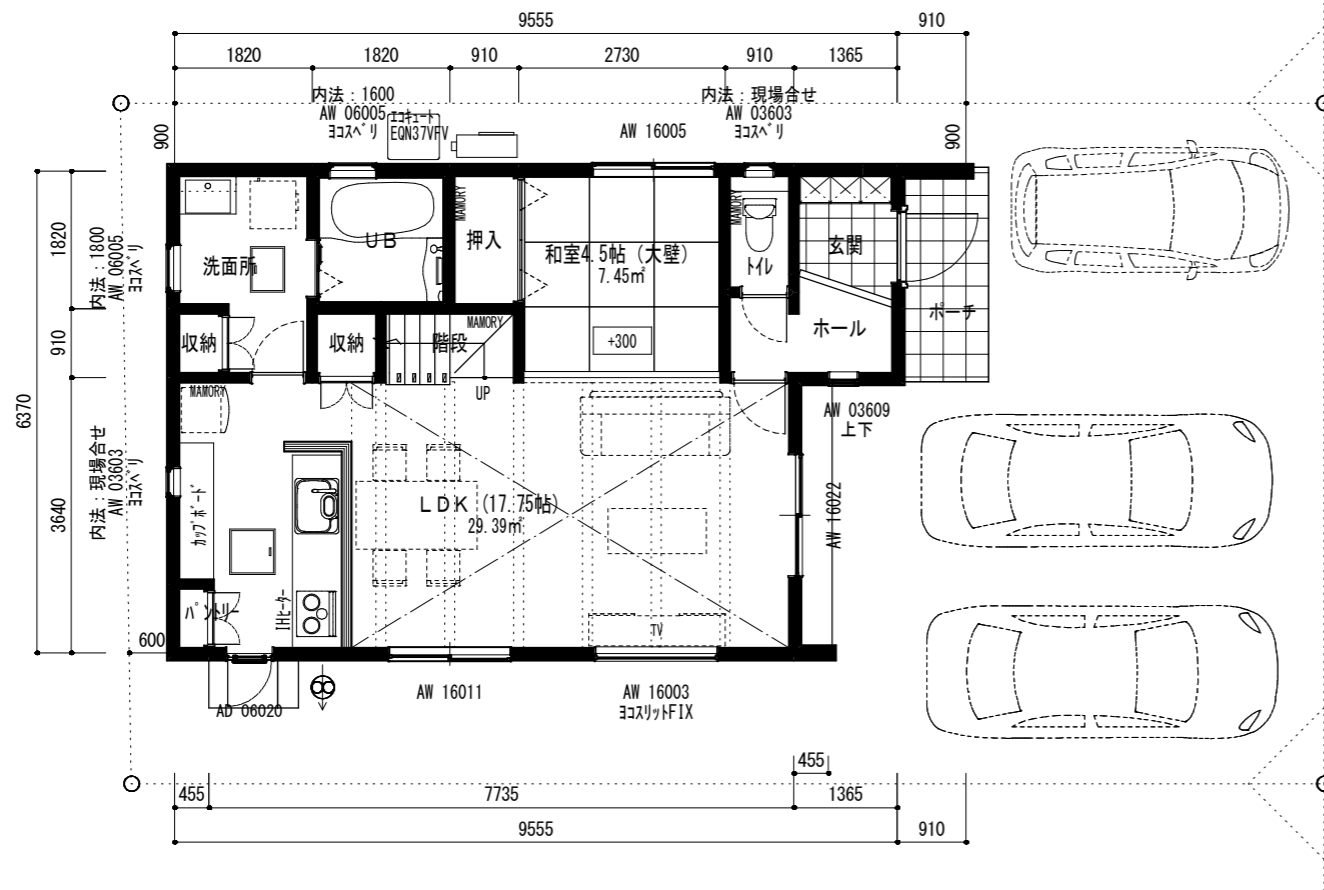 9555
910
1820
1820
910
2730
910
1365
内法:1600
AW 06005
ヨコスベリ
エコキュート
EQN37VFV
AW 16005
内法:現場合せ
AW 03603
ヨコスベリ
900
900
6370
1820
910
3640
内法:1800
AW 06005
ヨコスベリ
内法:現場合せ
AW 03603
ヨコスベリ
洗面所
UB
MAMORY
押入
和室4.5帖 (大壁)
7.45㎡
MAMORY
トイレ
玄関
ポーチ
ホール
収納
収納
階段
MAMORY
+300
UP
MAMORY
AW 03609
上下
カップボード
LDK (17.75帖)
29.39㎡
AW 16022
パントリー
IHヒーター
TV
600
AD 06020
AW 16011
AW 16003
ヨコスリットFIX
455
455
7735
1365
9555
910